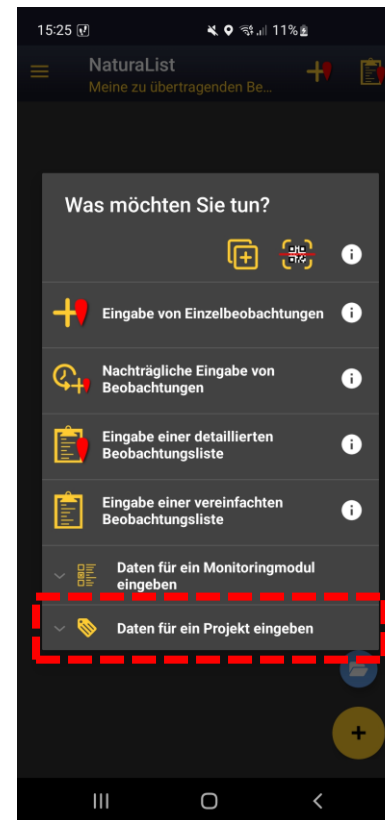 15:25 11%
NaturaList
Meine zu übertragenden Be...
Was möchten Sie tun?
Eingabe von Einzelbeobachtungen
Nachträgliche Eingabe von
Beobachtungen
Eingabe einer detaillierten
Beobachtungsliste
Eingabe einer vereinfachten
Beobachtungsliste
Daten für ein Monitoringmodul
eingeben
Daten für ein Projekt eingeben